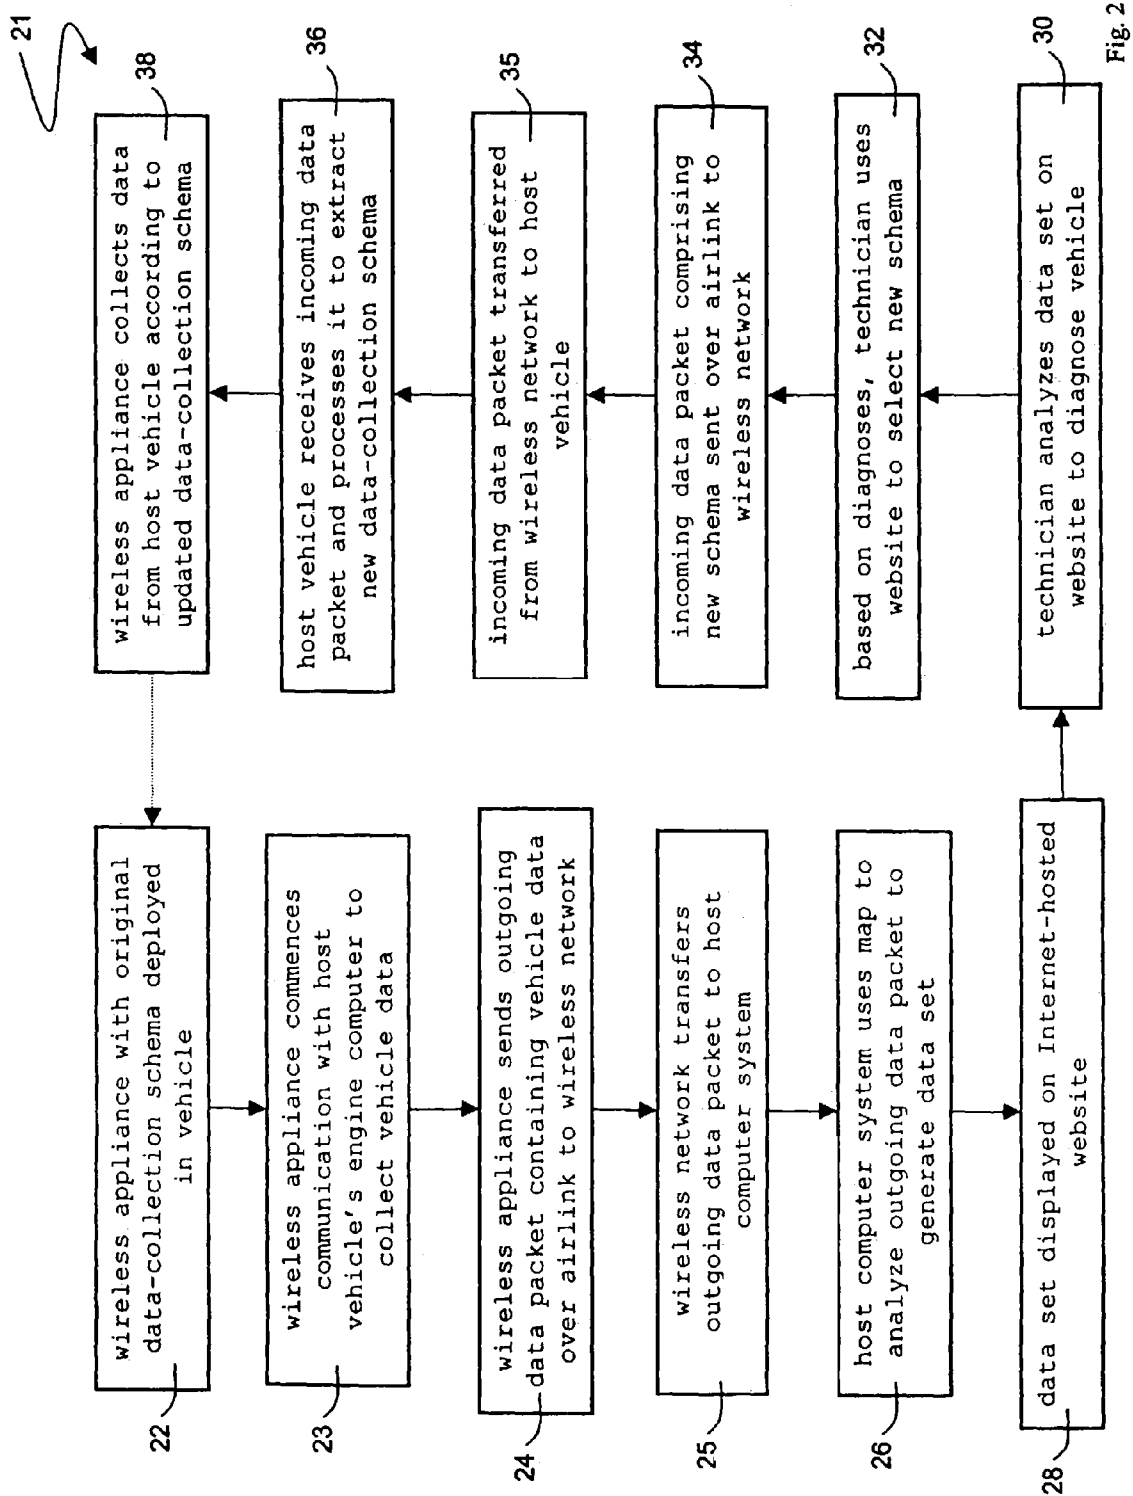 21
22
wireless appliance with original
data-collection schema deployed
in vehicle
23
wireless appliance commences
communication with host
vehicle's engine computer to
collect vehicle data
24
wireless appliance sends outgoing
data packet containing vehicle data
over airlink to wireless network
25
wireless network transfers
outgoing data packet to host
computer system
26
host computer system uses map to
analyze outgoing data packet to
generate data set
28
data set displayed on Internet-hosted
website
30
technician analyzes data set on
website to diagnose vehicle
32
based on diagnoses, technician uses
website to select new schema
34
incoming data packet comprising
new schema sent over airlink to
wireless network
35
incoming data packet transferred
from wireless network to host
vehicle
36
host vehicle receives incoming data
packet and processes it to extract
new data-collection schema
38
wireless appliance collects data
from host vehicle according to
updated data-collection schema
Fig. 2